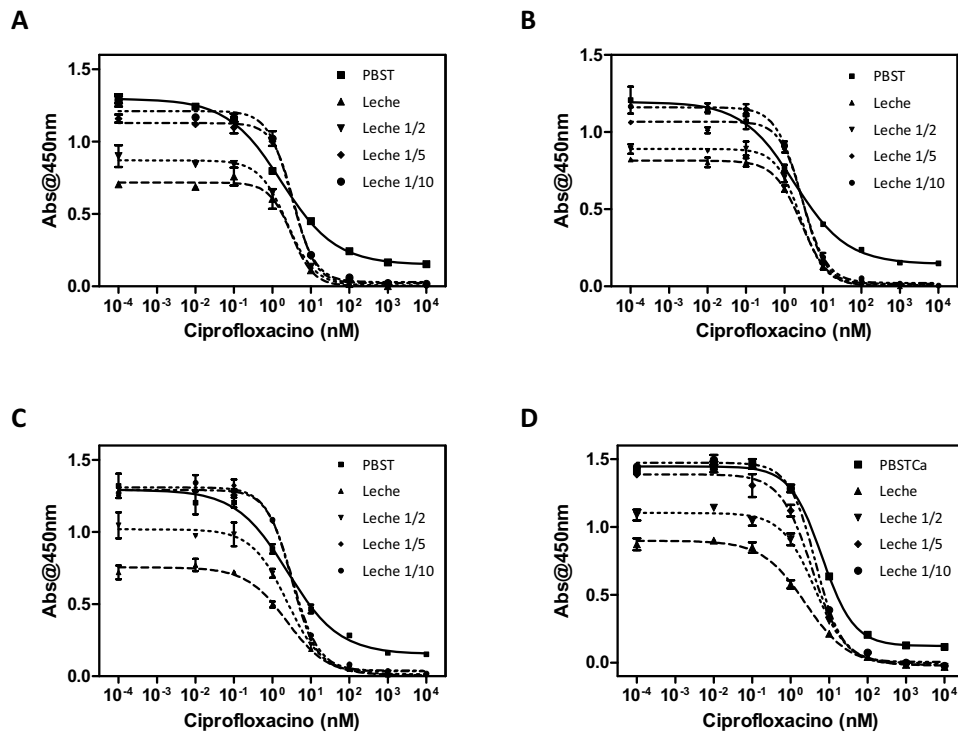 A
Abs@450nm
1.5
1.0
0.5
0.0
PBST
Leche
Leche 1/2
Leche 1/5
Leche 1/10
10-4 10-3 10-2 10-1 100 101 102 103 104
Ciprofloxacino (nM)
B
Abs@450nm
1.5
1.0
0.5
0.0
PBST
Leche
Leche 1/2
Leche 1/5
Leche 1/10
10-4 10-3 10-2 10-1 100 101 102 103 104
Ciprofloxacino (nM)
C
Abs@450nm
1.5
1.0
0.5
0.0
PBST
Leche
Leche 1/2
Leche 1/5
Leche 1/10
10-4 10-3 10-2 10-1 100 101 102 103 104
Ciprofloxacino (nM)
D
Abs@450nm
1.5
1.0
0.5
0.0
PBSTCa
Leche
Leche 1/2
Leche 1/5
Leche 1/10
10-4 10-3 10-2 10-1 100 101 102 103 104
Ciprofloxacino (nM)